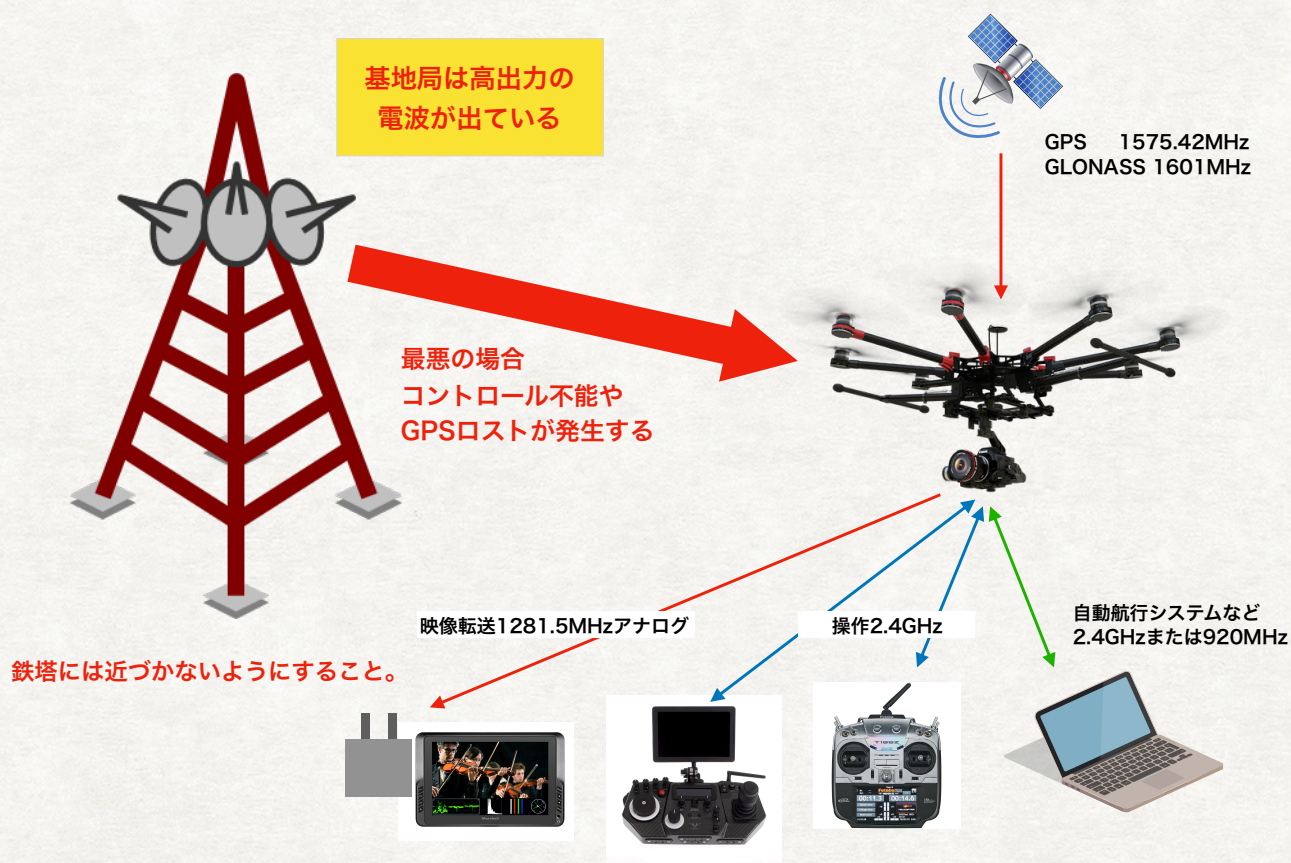 基地局は高出力の
電波が出ている
GPS 1575.42MHz
GLONASS 1601MHz
最悪の場合
コントロール不能や
GPSロストが発生する
映像転送1281.5MHzアナログ
操作2.4GHz
自動航行システムなど
2.4GHzまたは920MHz
鉄塔には近づかないようにすること。